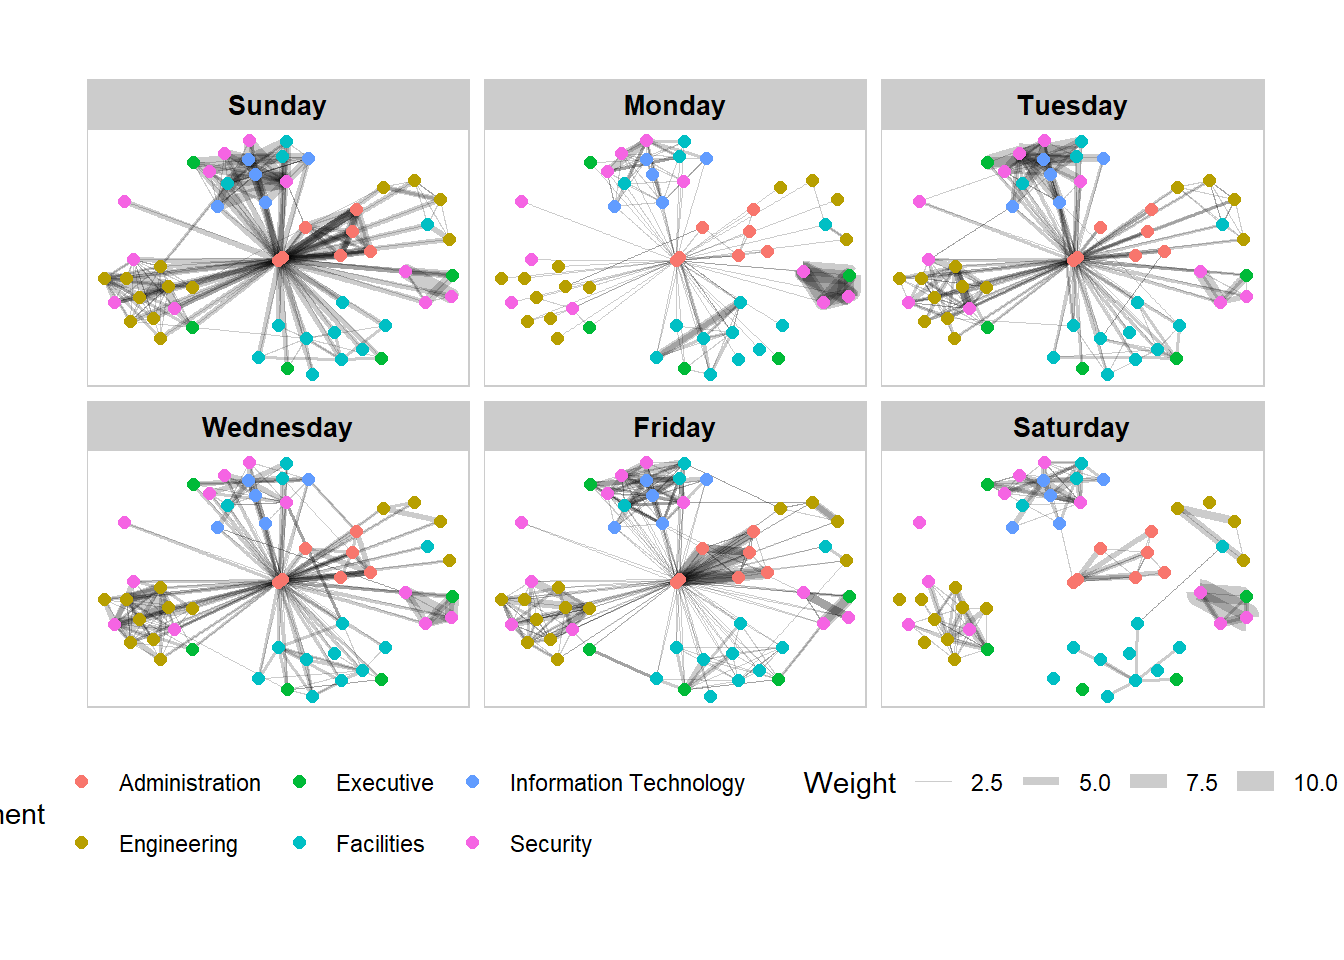 Sunday
Monday
Tuesday
Wednesday
Friday
Saturday
Administration Executive Information Technology Weight 2.5 5.0 7.5 10.0
Engineering Facilities Security